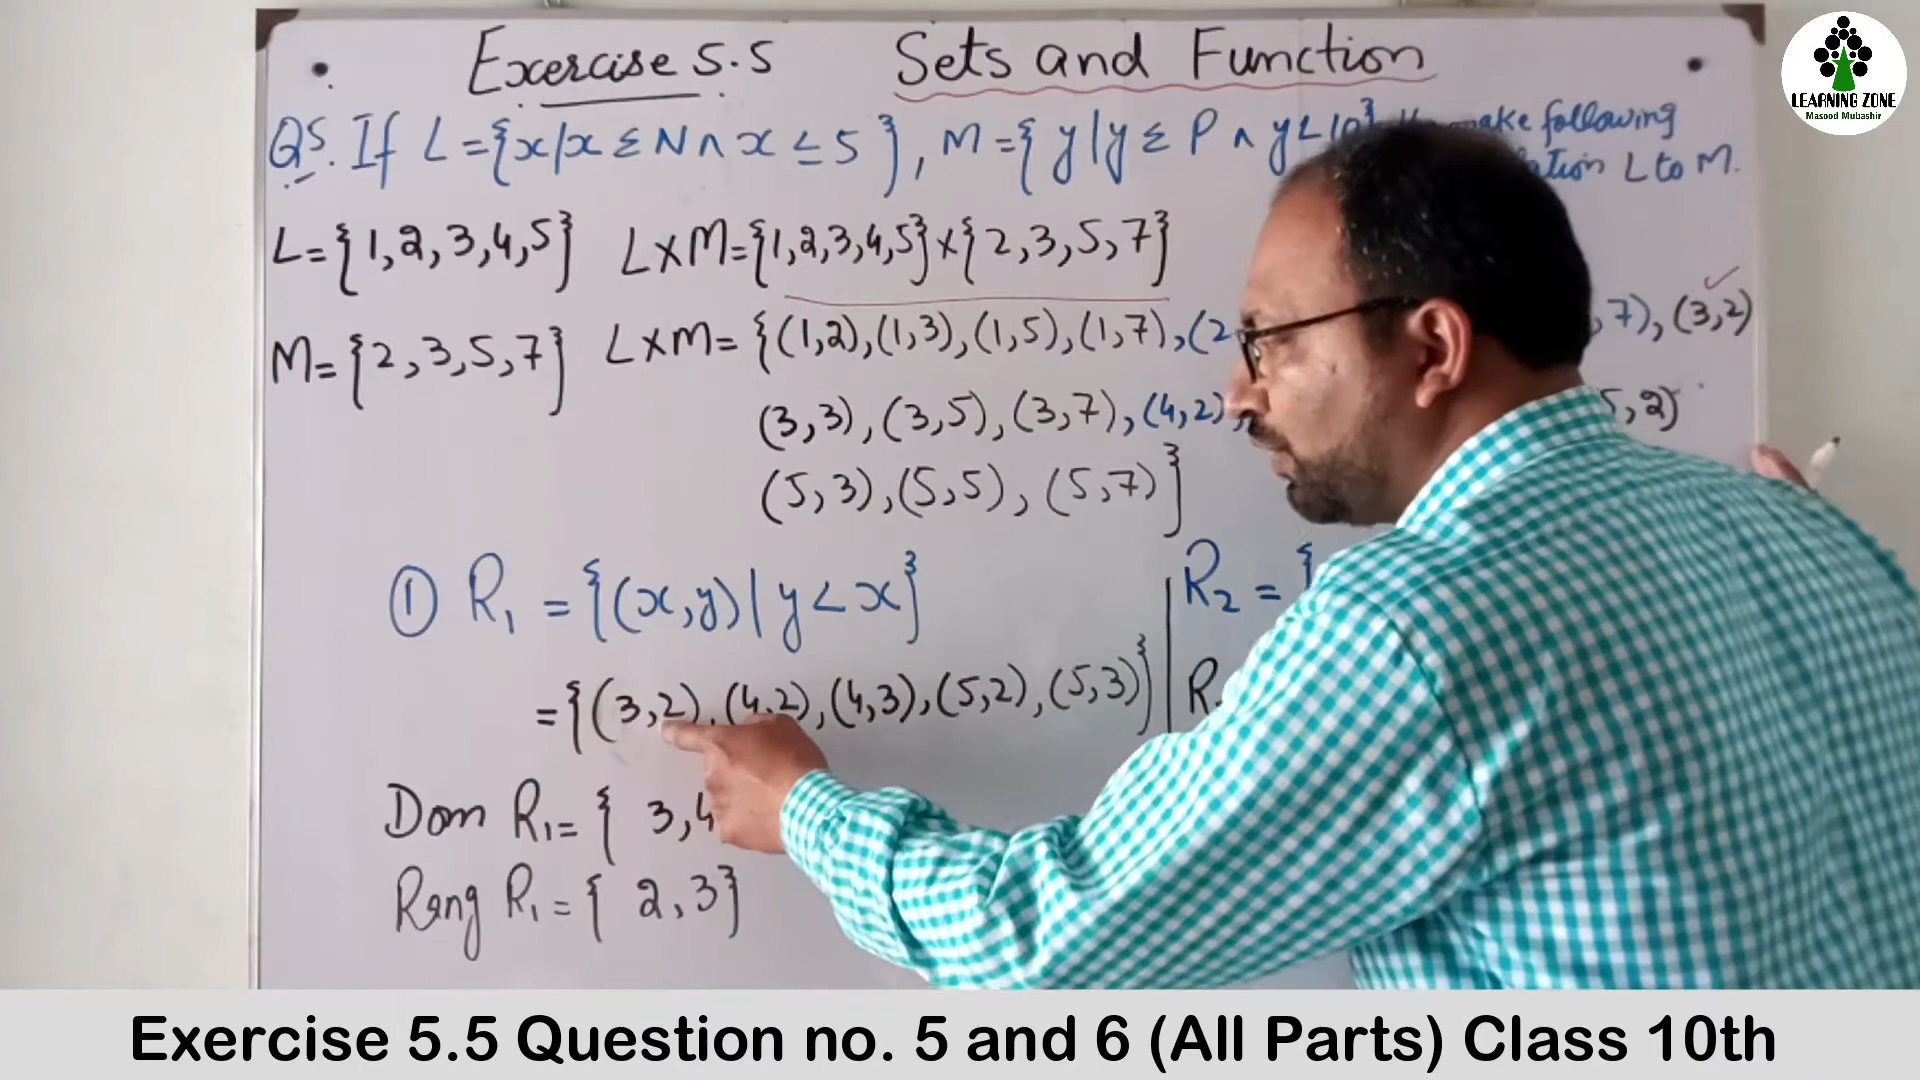 Exercise 5.5 Sets and Function
LEARNING ZONE
Masood Mubashir
Q5. If L={x/x Σ N ∧ x ≤ 5 }, M={ y/y Σ P ∧ y<10} make following
L to M.
L={1,2,3,4,5} L×M={1,2,3,4,5}×{2,3,5,7}
M={2,3,5,7} L×M= {(1,2),(1,3),(1,5),(1,7),(2 ,7),(3,2)
(3,3),(3,5),(3,7),(4,2), 5,2)
(5,3),(5,5),(5,7)}
① R₁ = {(x,y)/ y<x} R₂ = {
={(3,2),(4,2),(4,3),(5,2),(5,3)} R
Dom R₁={ 3,4
Rang R₁={ 2,3}
Exercise 5.5 Question no. 5 and 6 (All Parts) Class 10th